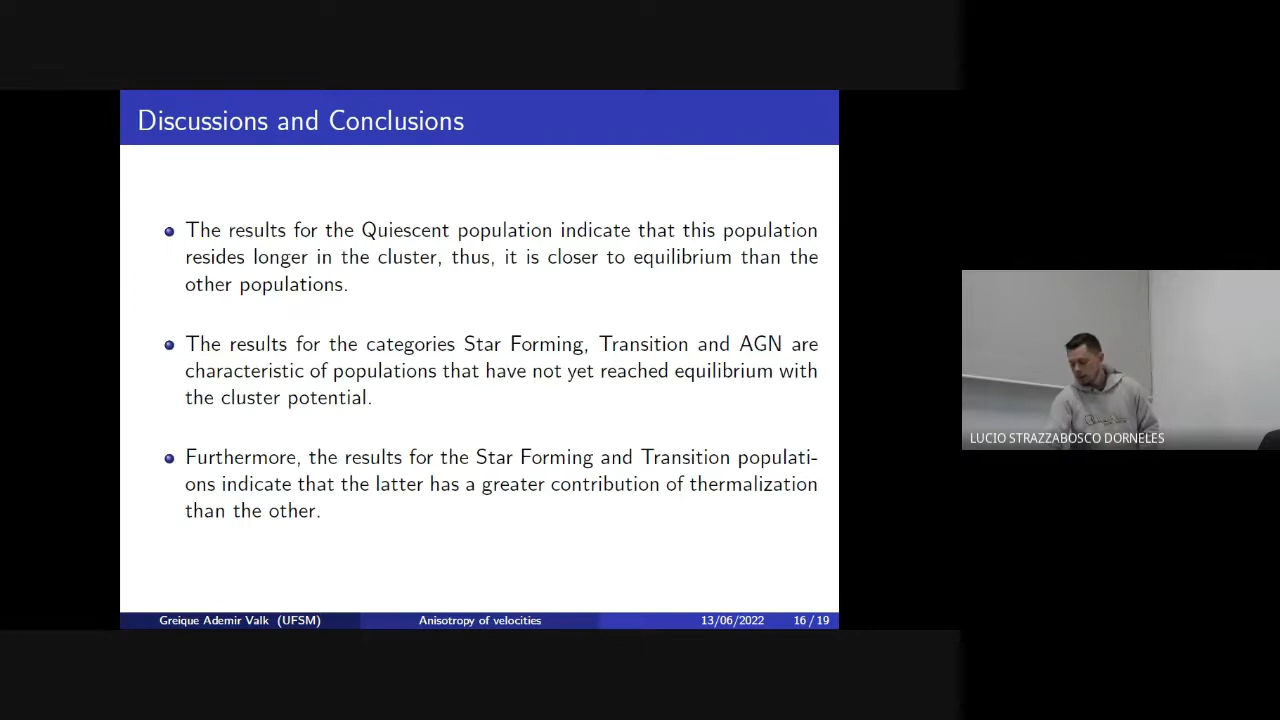 Discussions and Conclusions
The results for the Quiescent population indicate that this population
resides longer in the cluster, thus, it is closer to equilibrium than the
other populations.
The results for the categories Star Forming, Transition and AGN are
characteristic of populations that have not yet reached equilibrium with
the cluster potential.
Furthermore, the results for the Star Forming and Transition populati-
ons indicate that the latter has a greater contribution of thermalization
than the other.
Greique Ademir Valk (UFSM) Anisotropy of velocities 13/06/2022 16 / 19
LUCIO STRAZZABOSCO DORNELES